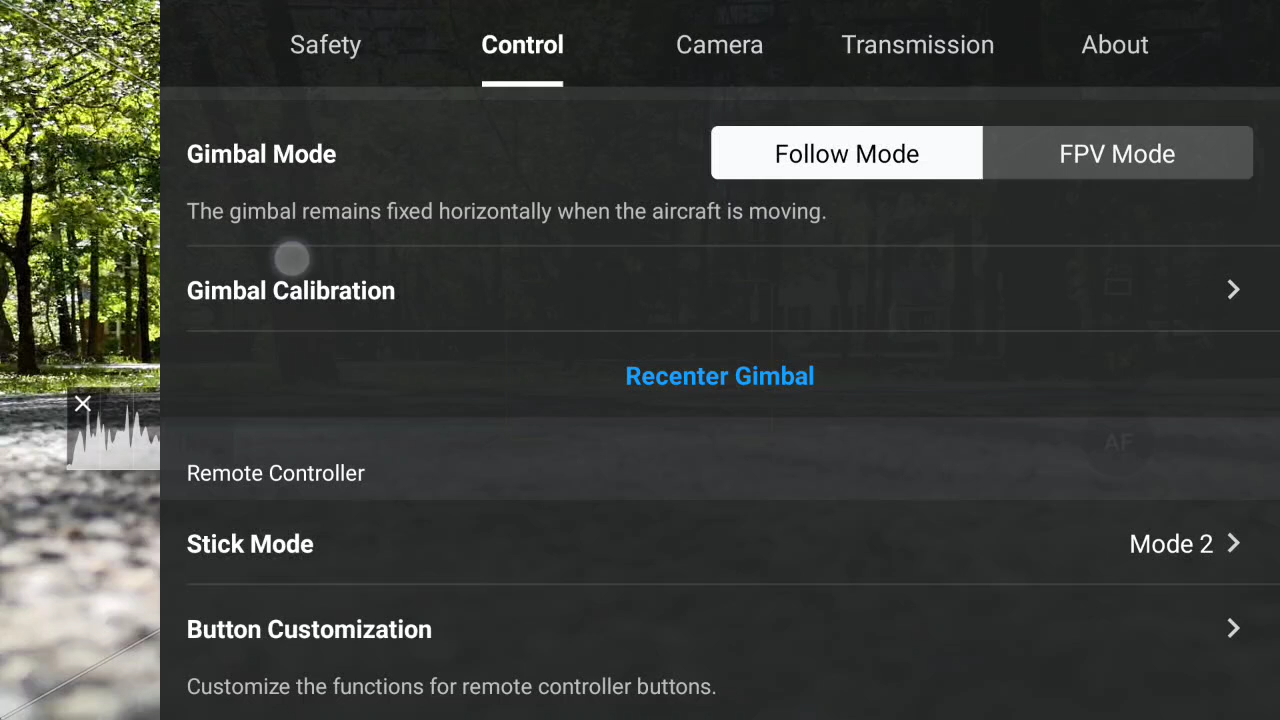 Safety Control Camera Transmission About
Gimbal Mode Follow Mode FPV Mode
The gimbal remains fixed horizontally when the aircraft is moving.
Gimbal Calibration
Recenter Gimbal
AF
Remote Controller
Stick Mode Mode 2
Button Customization
Customize the functions for remote controller buttons.